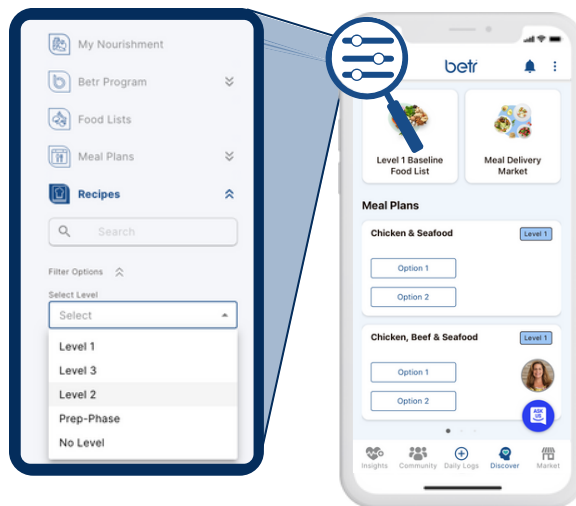 My Nourishment
Betr Program
Food Lists
Meal Plans
Recipes
Search
Filter Options
Select Level
Select
Level 1
Level 3
Level 2
Prep-Phase
No Level
betr
Level 1 Baseline
Food List
Meal Delivery
Market
Meal Plans
Chicken & Seafood
Level 1
Option 1
Option 2
Chicken, Beef & Seafood
Level 1
Option 1
Option 2
ASK
US
Insights
Community
Daily Logs
Discover
Market